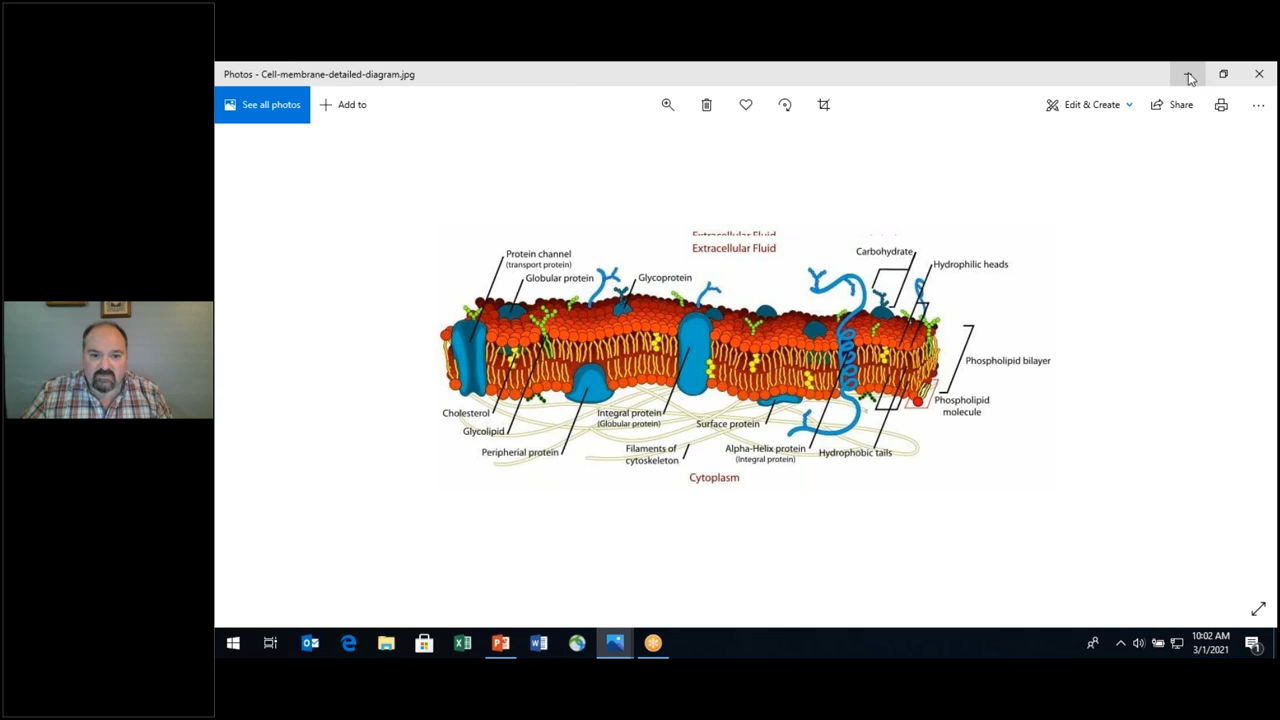 Photos - Cell-membrane-detailed-diagram.jpg
See all photos
Add to
Edit & Create
Share
Extracellular Fluid
Extracellular Fluid
Protein channel
(transport protein)
Globular protein
Glycoprotein
Carbohydrate
Hydrophilic heads
Phospholipid bilayer
Phospholipid
molecule
Cholesterol
Glycolipid
Peripherial protein
Integral protein
(Globular protein)
Filaments of
cytoskeleton
Surface protein
Alpha-Helix protein
(Integral protein)
Hydrophobic tails
Cytoplasm
10:02 AM
3/1/2021
1